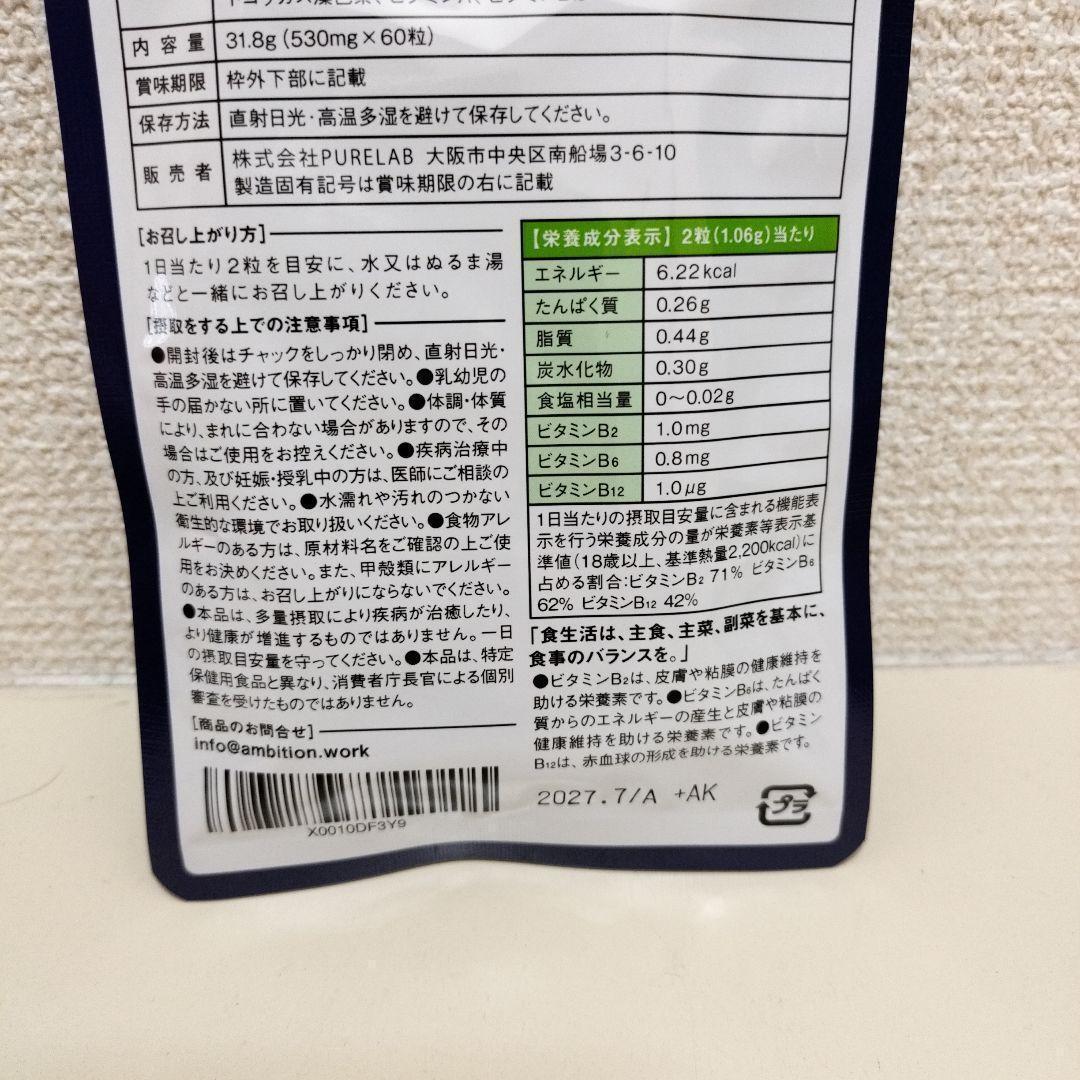 内容量 31.8g (530mg×60粒)
賞味期限 枠外下部に記載
保存方法 直射日光・高温多湿を避けて保存してください。
販売者 株式会社PURELAB 大阪市中央区南船場3-6-10
製造固有記号は賞味期限の右に記載
[お召し上がり方]
1日当たり2粒を目安に、水又はぬるま湯
などと一緒にお召し上がりください。
[摂取をする上での注意事項]
●開封後はチャックをしっかり閉め、直射日光・
高温多湿を避けて保存してください。●乳幼児の
手の届かない所に置いてください。●体調・体質
により、まれに合わない場合がありますので、その
場合はご使用をお控えください。●疾病治療中
の方、及び妊娠・授乳中の方は、医師にご相談の
上ご利用ください。●水濡れや汚れのつかない
衛生的な環境でお取り扱いください。●食物アレ
ルギーのある方は、原材料名をご確認の上ご使
用をお決めください。また、甲殻類にアレルギー
のある方は、お召し上がりにならないでください。
●本品は、多量摂取により疾病が治癒したり、
より健康が増進するものではありません。一日
の摂取目安量を守ってください。●本品は、特定
保健用食品と異なり、消費者庁長官による個別
審査を受けたものではありません。
[商品のお問合せ]
info@ambition.work
X0010DF3Y9
【栄養成分表示】2粒(1.06g)当たり
エネルギー 6.22kcal
たんぱく質 0.26g
脂質 0.44g
炭水化物 0.30g
食塩相当量 0〜0.02g
ビタミンB2 1.0mg
ビタミンB6 0.8mg
ビタミンB12 1.0μg
1日当たりの摂取目安量に含まれる機能表
示を行う栄養成分の量が栄養素等表示基
準値(18歳以上、基準熱量2,200kcal)に
占める割合:ビタミンB2 71% ビタミンB6
62% ビタミンB12 42%
「食生活は、主食、主菜、副菜を基本に、
食事のバランスを。」
●ビタミンB2は、皮膚や粘膜の健康維持を
助ける栄養素です。●ビタミンB6は、たんぱく
質からのエネルギーの産生と皮膚や粘膜の
健康維持を助ける栄養素です。●ビタミン
B12は、赤血球の形成を助ける栄養素です。
2027.7/A +AK
プラ